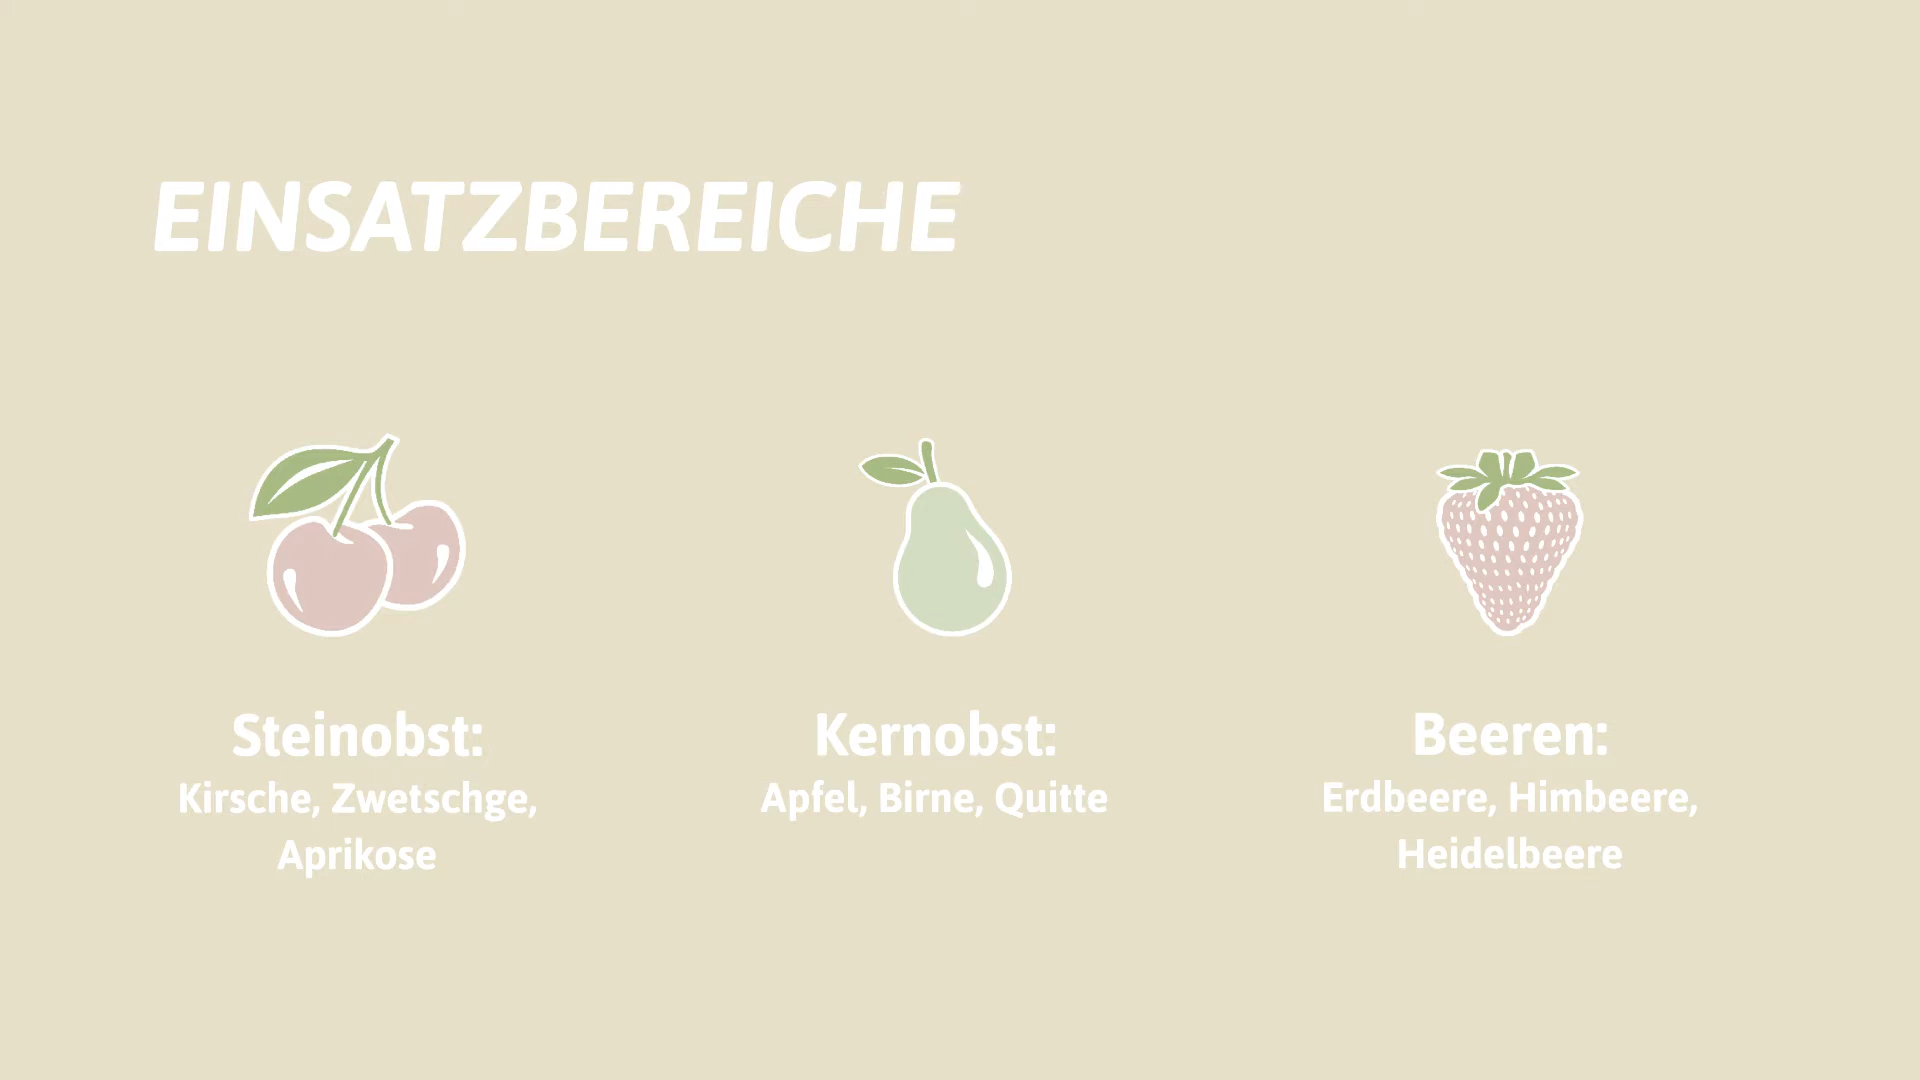 EINSATZBEREICHE
Steinobst:
Kirsche, Zwetschge,
Aprikose
Kernobst:
Apfel, Birne, Quitte
Beeren:
Erdbeere, Himbeere,
Heidelbeere